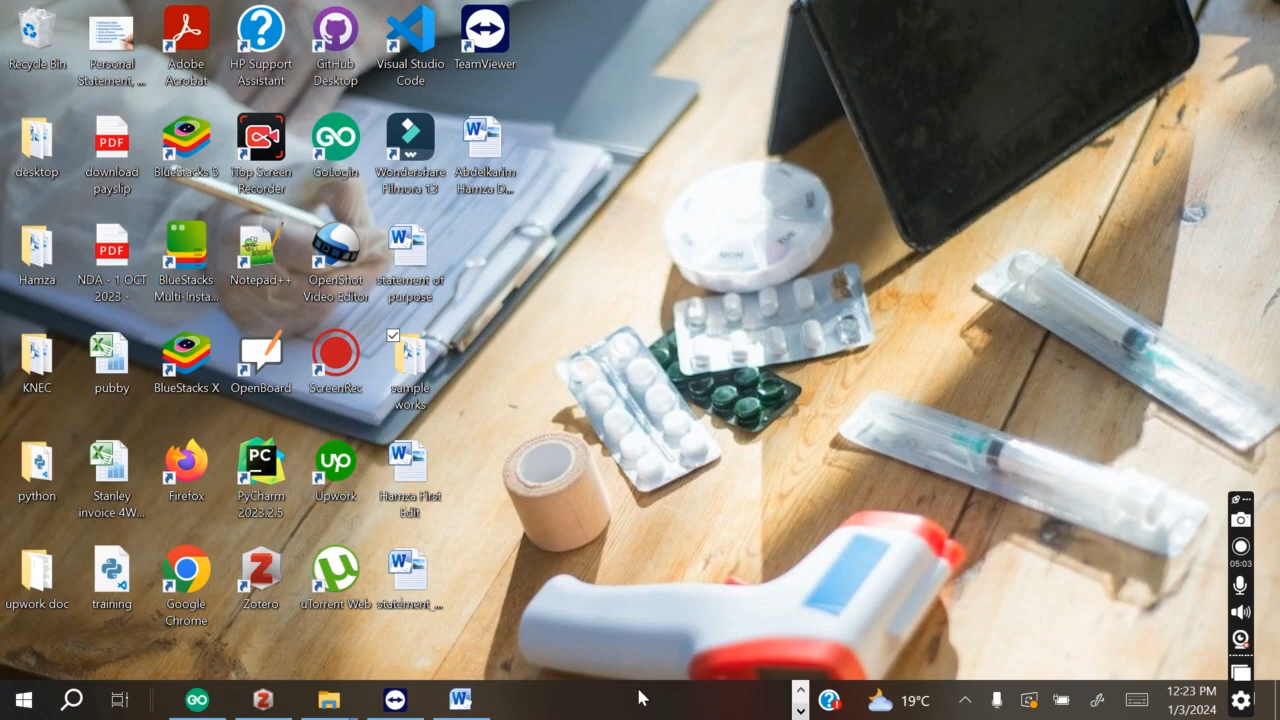 Recycle Bin
Personal Statement, ...
Adobe Acrobat
HP Support Assistant
GitHub Desktop
Visual Studio Code
TeamViewer
desktop
download payslip
BlueStacks 5
iTop Screen Recorder
GoLogin
Wondershare Filmora 13
Abdelkarim Hamza D...
Hamza
NDA - 1 OCT 2023 -
BlueStacks Multi-Insta...
Notepad++
OpenShot Video Editor
statement of purpose
KNEC
pubby
BlueStacks X
OpenBoard
ScreenRec
sample works
python
Stanley invoice 4W...
Firefox
PyCharm 2023.2.5
Upwork
Hamza First Edit
upwork doc
training
Google Chrome
Zotero
uTorrent Web
statement_...
05:03
19°C
12:23 PM
1/3/2024